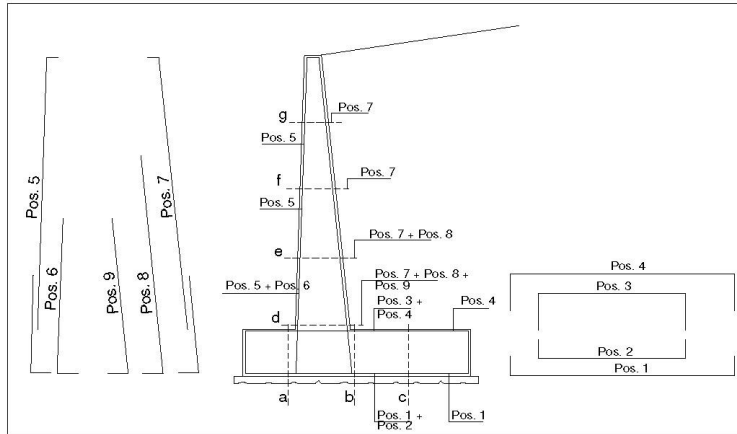 Pos. 5
Pos. 6
Pos. 9
Pos. 8
Pos. 7
g
Pos. 7
Pos. 5
f
Pos. 7
Pos. 5
e
Pos. 7 + Pos. 8
Pos. 5 + Pos. 6
Pos. 7 + Pos. 8 +
Pos. 9
d
Pos. 3 +
Pos. 4
Pos. 4
a
b
c
Pos. 1 +
Pos. 2
Pos. 1
Pos. 4
Pos. 3
Pos. 2
Pos. 1